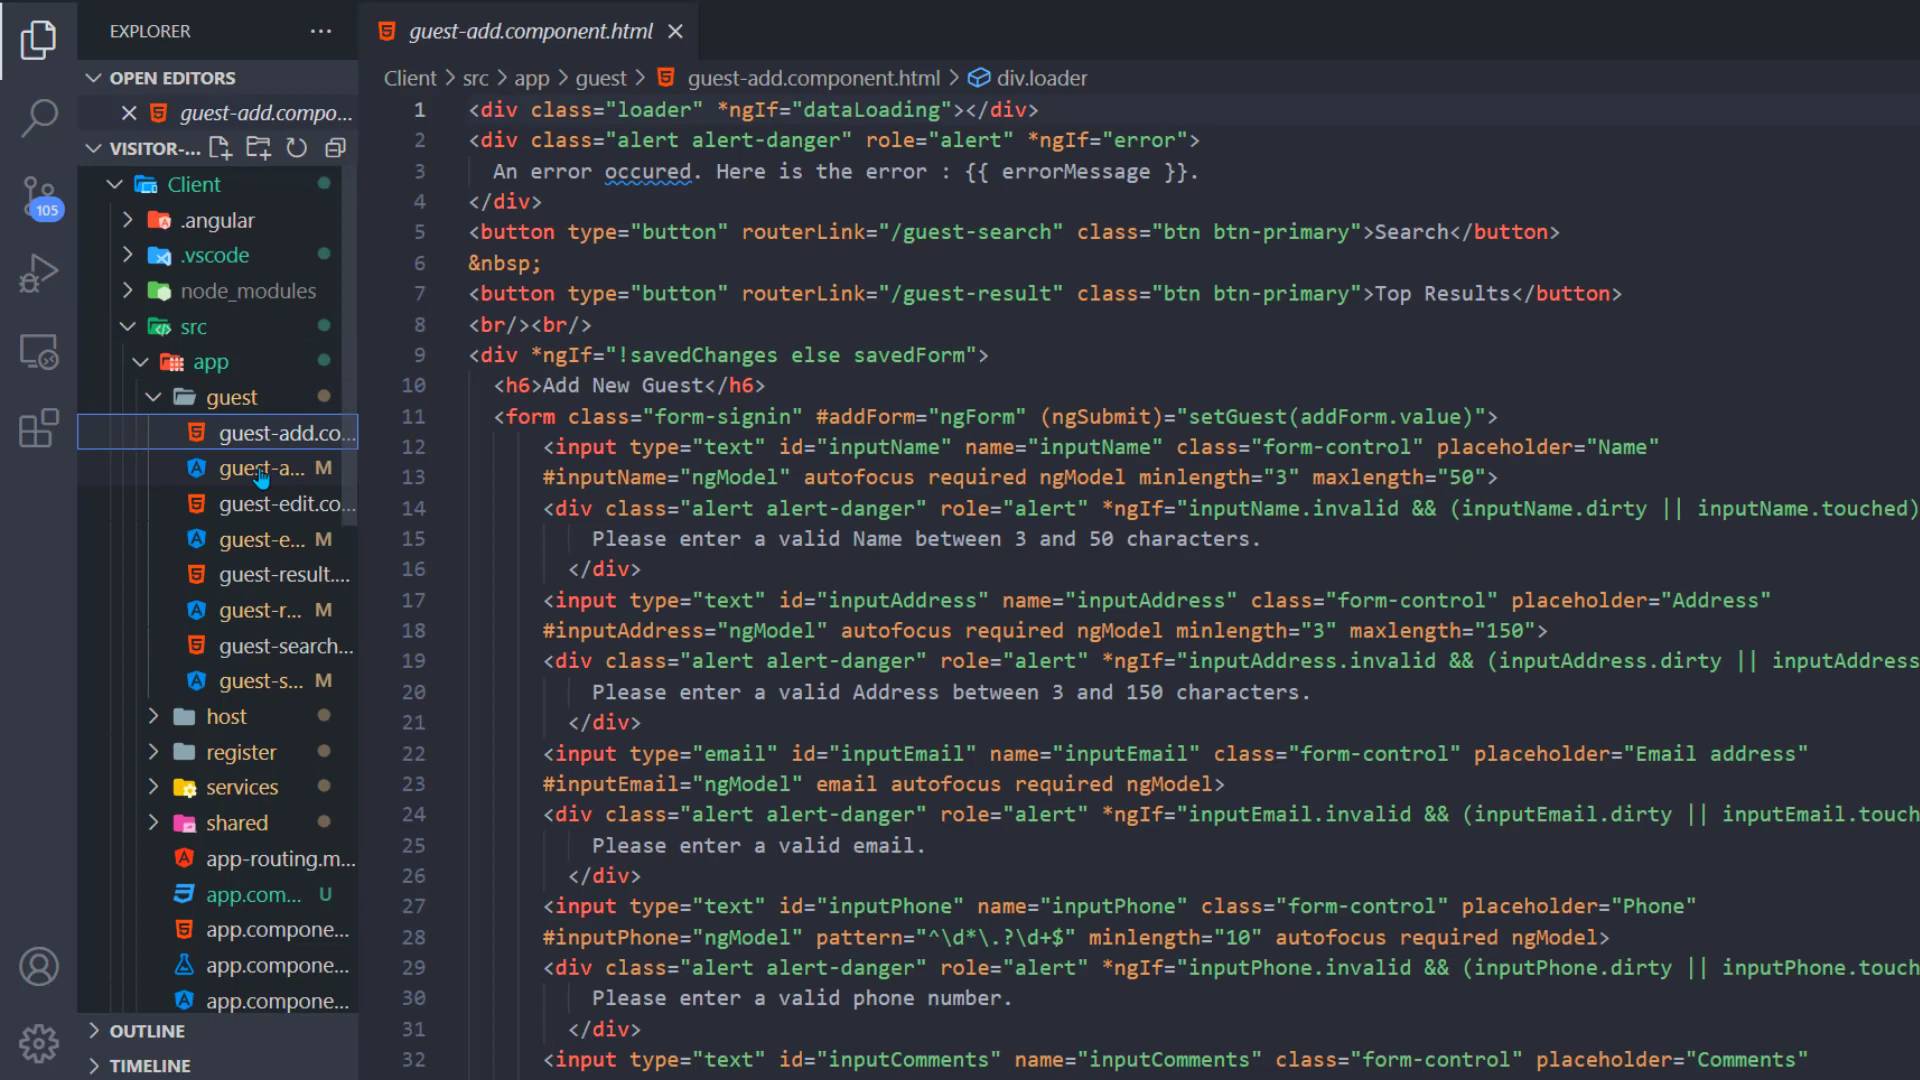 EXPLORER
OPEN EDITORS
guest-add.compo...
VISITOR-...
Client
.angular
.vscode
node_modules
src
app
guest
guest-add.co...
guest-a... M
guest-edit.co...
guest-e... M
guest-result....
guest-r... M
guest-search...
guest-s... M
host
register
services
shared
app-routing.m...
app.com... U
app.compone...
app.compone...
app.compone...
OUTLINE
TIMELINE
105
guest-add.component.html
Client > src > app > guest > guest-add.component.html > div.loader
1 <div class="loader" *ngIf="dataLoading"></div>
2 <div class="alert alert-danger" role="alert" *ngIf="error">
3 An error occured. Here is the error : {{ errorMessage }}.
4 </div>
5 <button type="button" routerLink="/guest-search" class="btn btn-primary">Search</button>
6 &nbsp;
7 <button type="button" routerLink="/guest-result" class="btn btn-primary">Top Results</button>
8 <br/><br/>
9 <div *ngIf="!savedChanges else savedForm">
10 <h6>Add New Guest</h6>
11 <form class="form-signin" #addForm="ngForm" (ngSubmit)="setGuest(addForm.value)">
12 <input type="text" id="inputName" name="inputName" class="form-control" placeholder="Name"
13 #inputName="ngModel" autofocus required ngModel minlength="3" maxlength="50">
14 <div class="alert alert-danger" role="alert" *ngIf="inputName.invalid && (inputName.dirty || inputName.touched)
15 Please enter a valid Name between 3 and 50 characters.
16 </div>
17 <input type="text" id="inputAddress" name="inputAddress" class="form-control" placeholder="Address"
18 #inputAddress="ngModel" autofocus required ngModel minlength="3" maxlength="150">
19 <div class="alert alert-danger" role="alert" *ngIf="inputAddress.invalid && (inputAddress.dirty || inputAddress
20 Please enter a valid Address between 3 and 150 characters.
21 </div>
22 <input type="email" id="inputEmail" name="inputEmail" class="form-control" placeholder="Email address"
23 #inputEmail="ngModel" email autofocus required ngModel>
24 <div class="alert alert-danger" role="alert" *ngIf="inputEmail.invalid && (inputEmail.dirty || inputEmail.touch
25 Please enter a valid email.
26 </div>
27 <input type="text" id="inputPhone" name="inputPhone" class="form-control" placeholder="Phone"
28 #inputPhone="ngModel" pattern="^\d*\.?\d+$" minlength="10" autofocus required ngModel>
29 <div class="alert alert-danger" role="alert" *ngIf="inputPhone.invalid && (inputPhone.dirty || inputPhone.touch
30 Please enter a valid phone number.
31 </div>
32 <input type="text" id="inputComments" name="inputComments" class="form-control" placeholder="Comments"